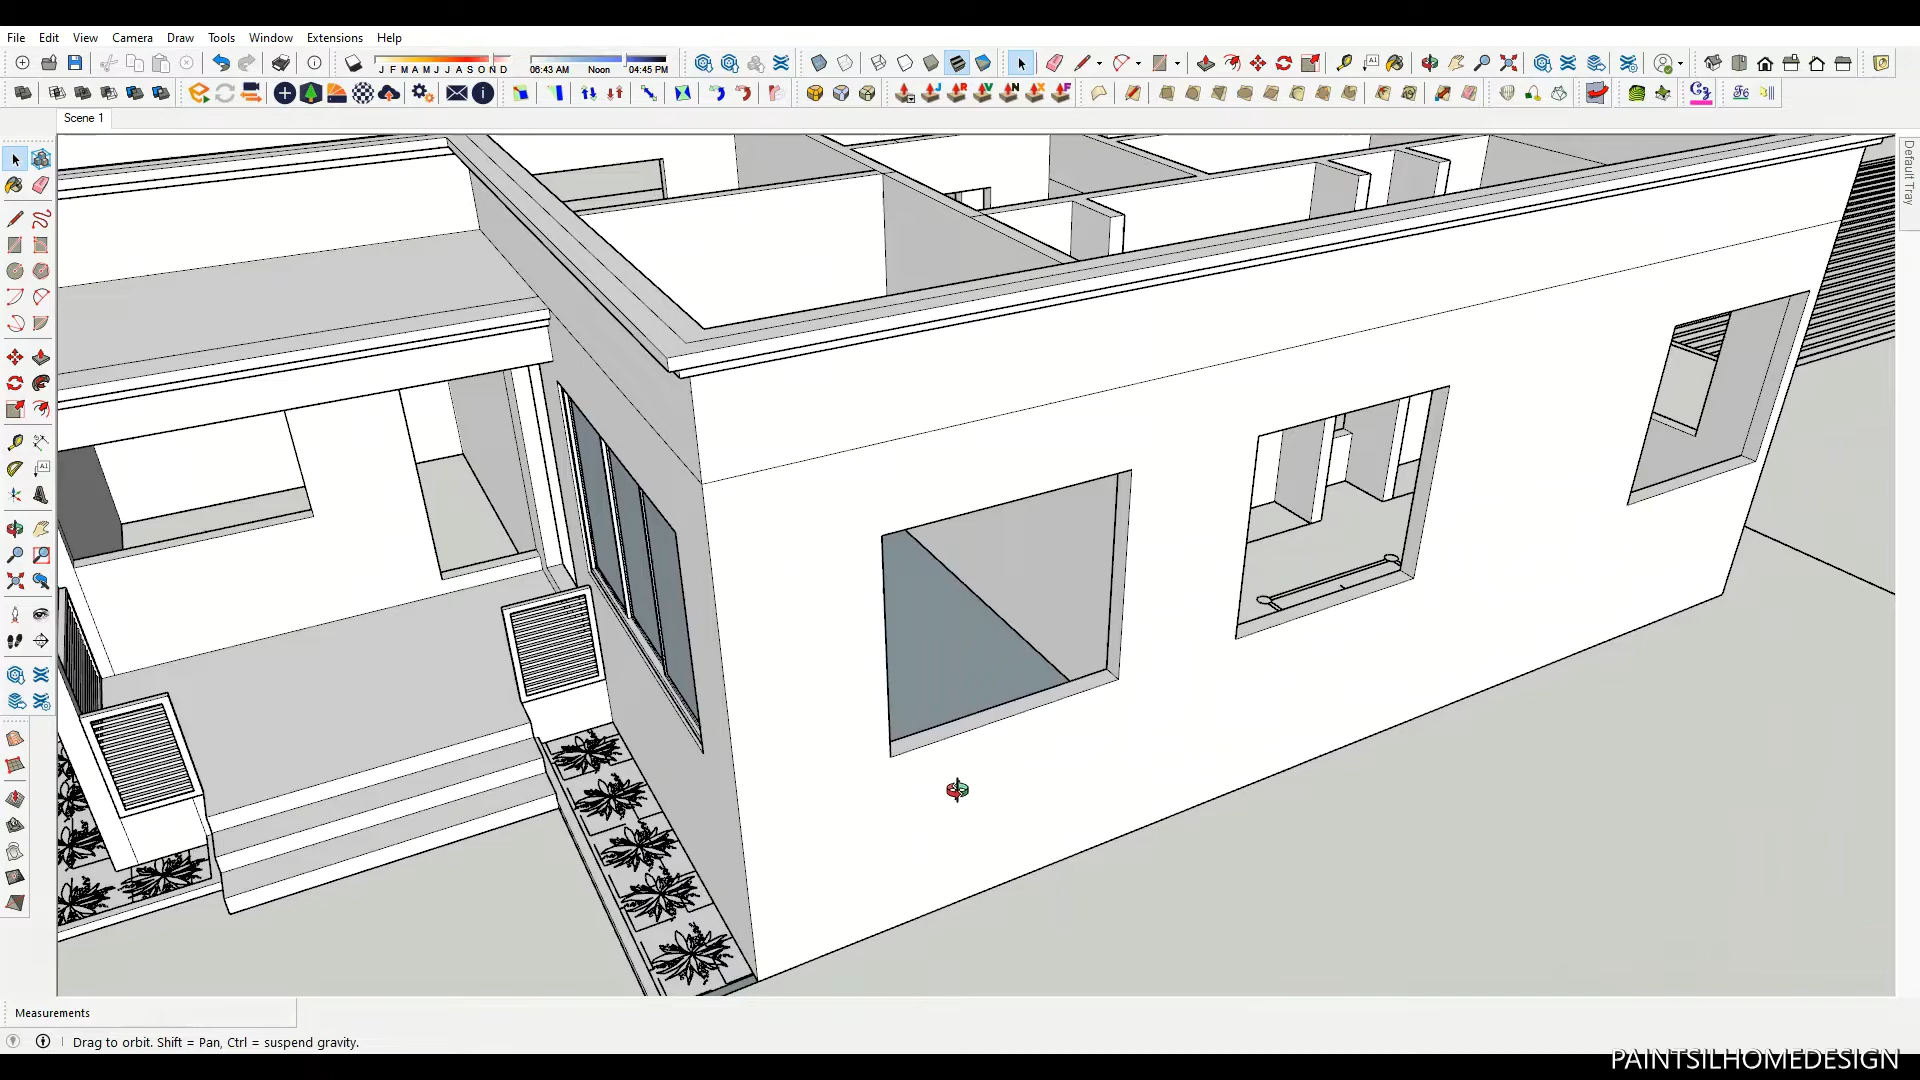 File Edit View Camera Draw Tools Window Extensions Help
J F M A M J J A S O N D 06:43 AM Noon 04:45 PM
Scene 1
Default Tray
Measurements
Drag to orbit. Shift = Pan, Ctrl = suspend gravity.
PAINTSILHOMEDESIGN